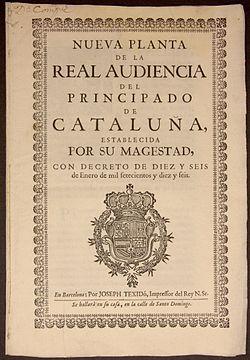 NUEVA PLANTA
DE LA
REAL AUDIENCIA
DEL
PRINCIPADO
DE
CATALUÑA,
ESTABLECIDA
POR SU MAGESTAD,
CON DECRETO DE DIEZ Y SEIS
de Enero de mil setecientos y diez y seis.
En Barcelona: Por JOSEPH TEXIDÒ, Impressor del Rey N. Sr.
Se hallarà en su casa, en la calle de Santo Domingo.